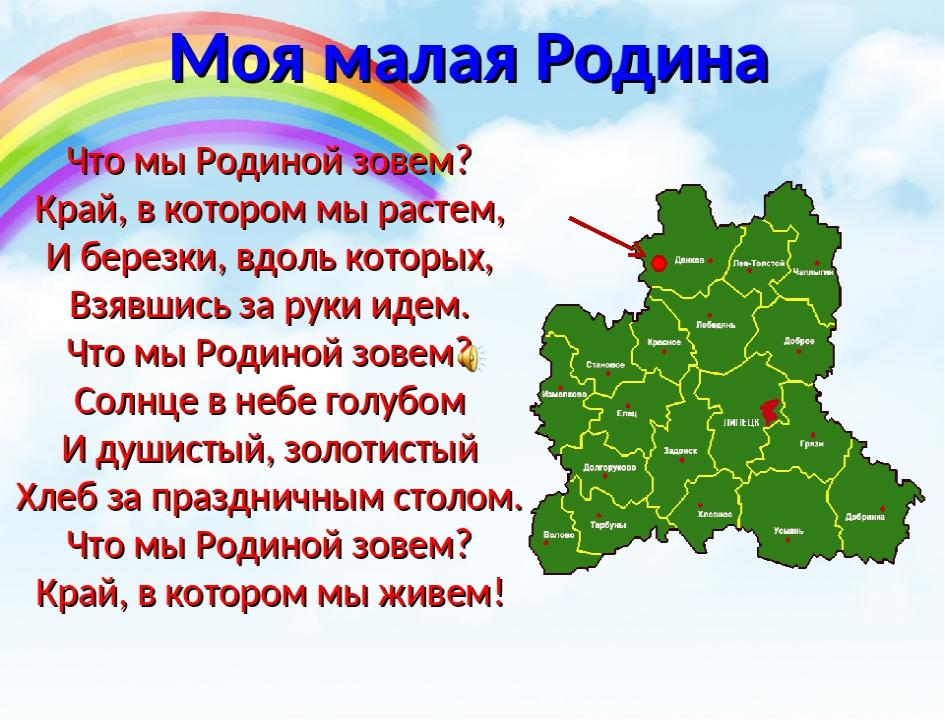 Моя малая Родина
Что мы Родиной зовем?
Край, в котором мы растем,
И березки, вдоль которых,
Взявшись за руки идем.
Что мы Родиной зовем?
Солнце в небе голубом
И душистый, золотистый
Хлеб за праздничным столом.
Что мы Родиной зовем?
Край, в котором мы живем!
Данков
Лев-Толстой
Чаплыгин
Лебедянь
Красное
Доброе
Становое
Измалково
Елец
ЛИПЕЦК
Грязи
Задонск
Долгоруково
Хлевное
Тербуны
Добринка
Волово
Усмань